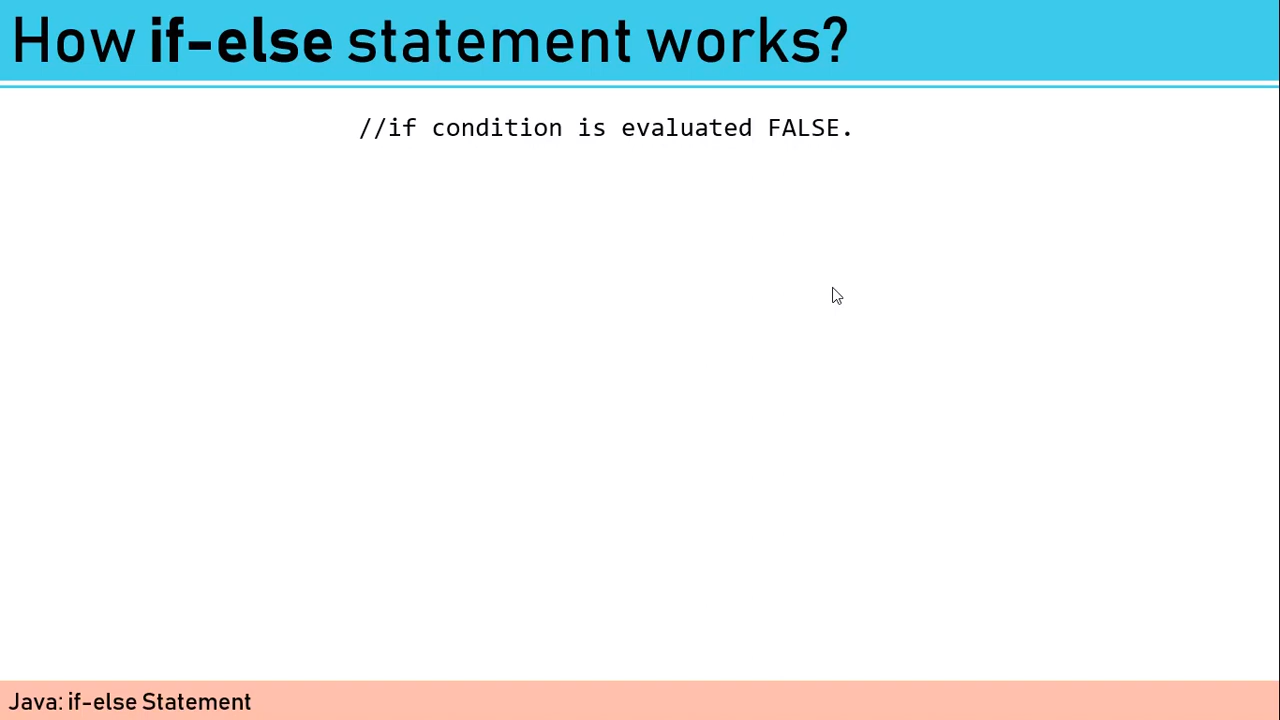 How if-else statement works?
//if condition is evaluated FALSE.
Java: if-else Statement